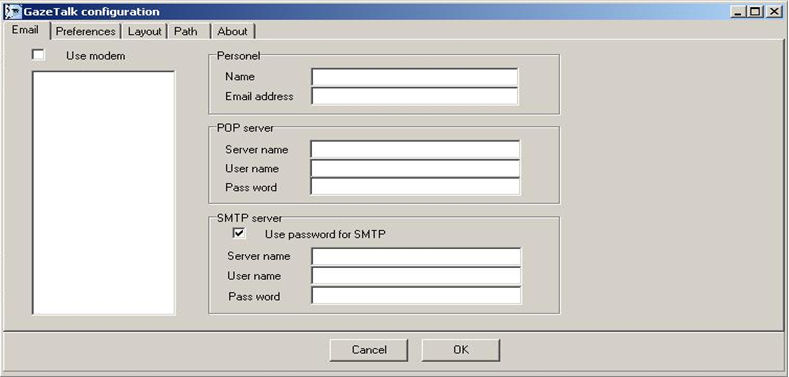 GazeTalk configuration
Email Preferences Layout Path About
Use modem
Personel
Name
Email address
POP server
Server name
User name
Pass word
SMTP server
Use password for SMTP
Server name
User name
Pass word
Cancel OK